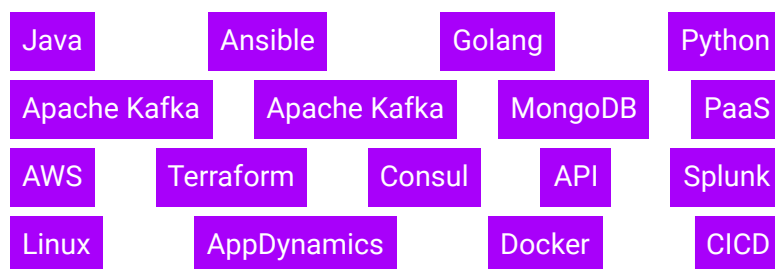 Java Ansible Golang Python
Apache Kafka Apache Kafka MongoDB PaaS
AWS Terraform Consul API Splunk
Linux AppDynamics Docker CICD